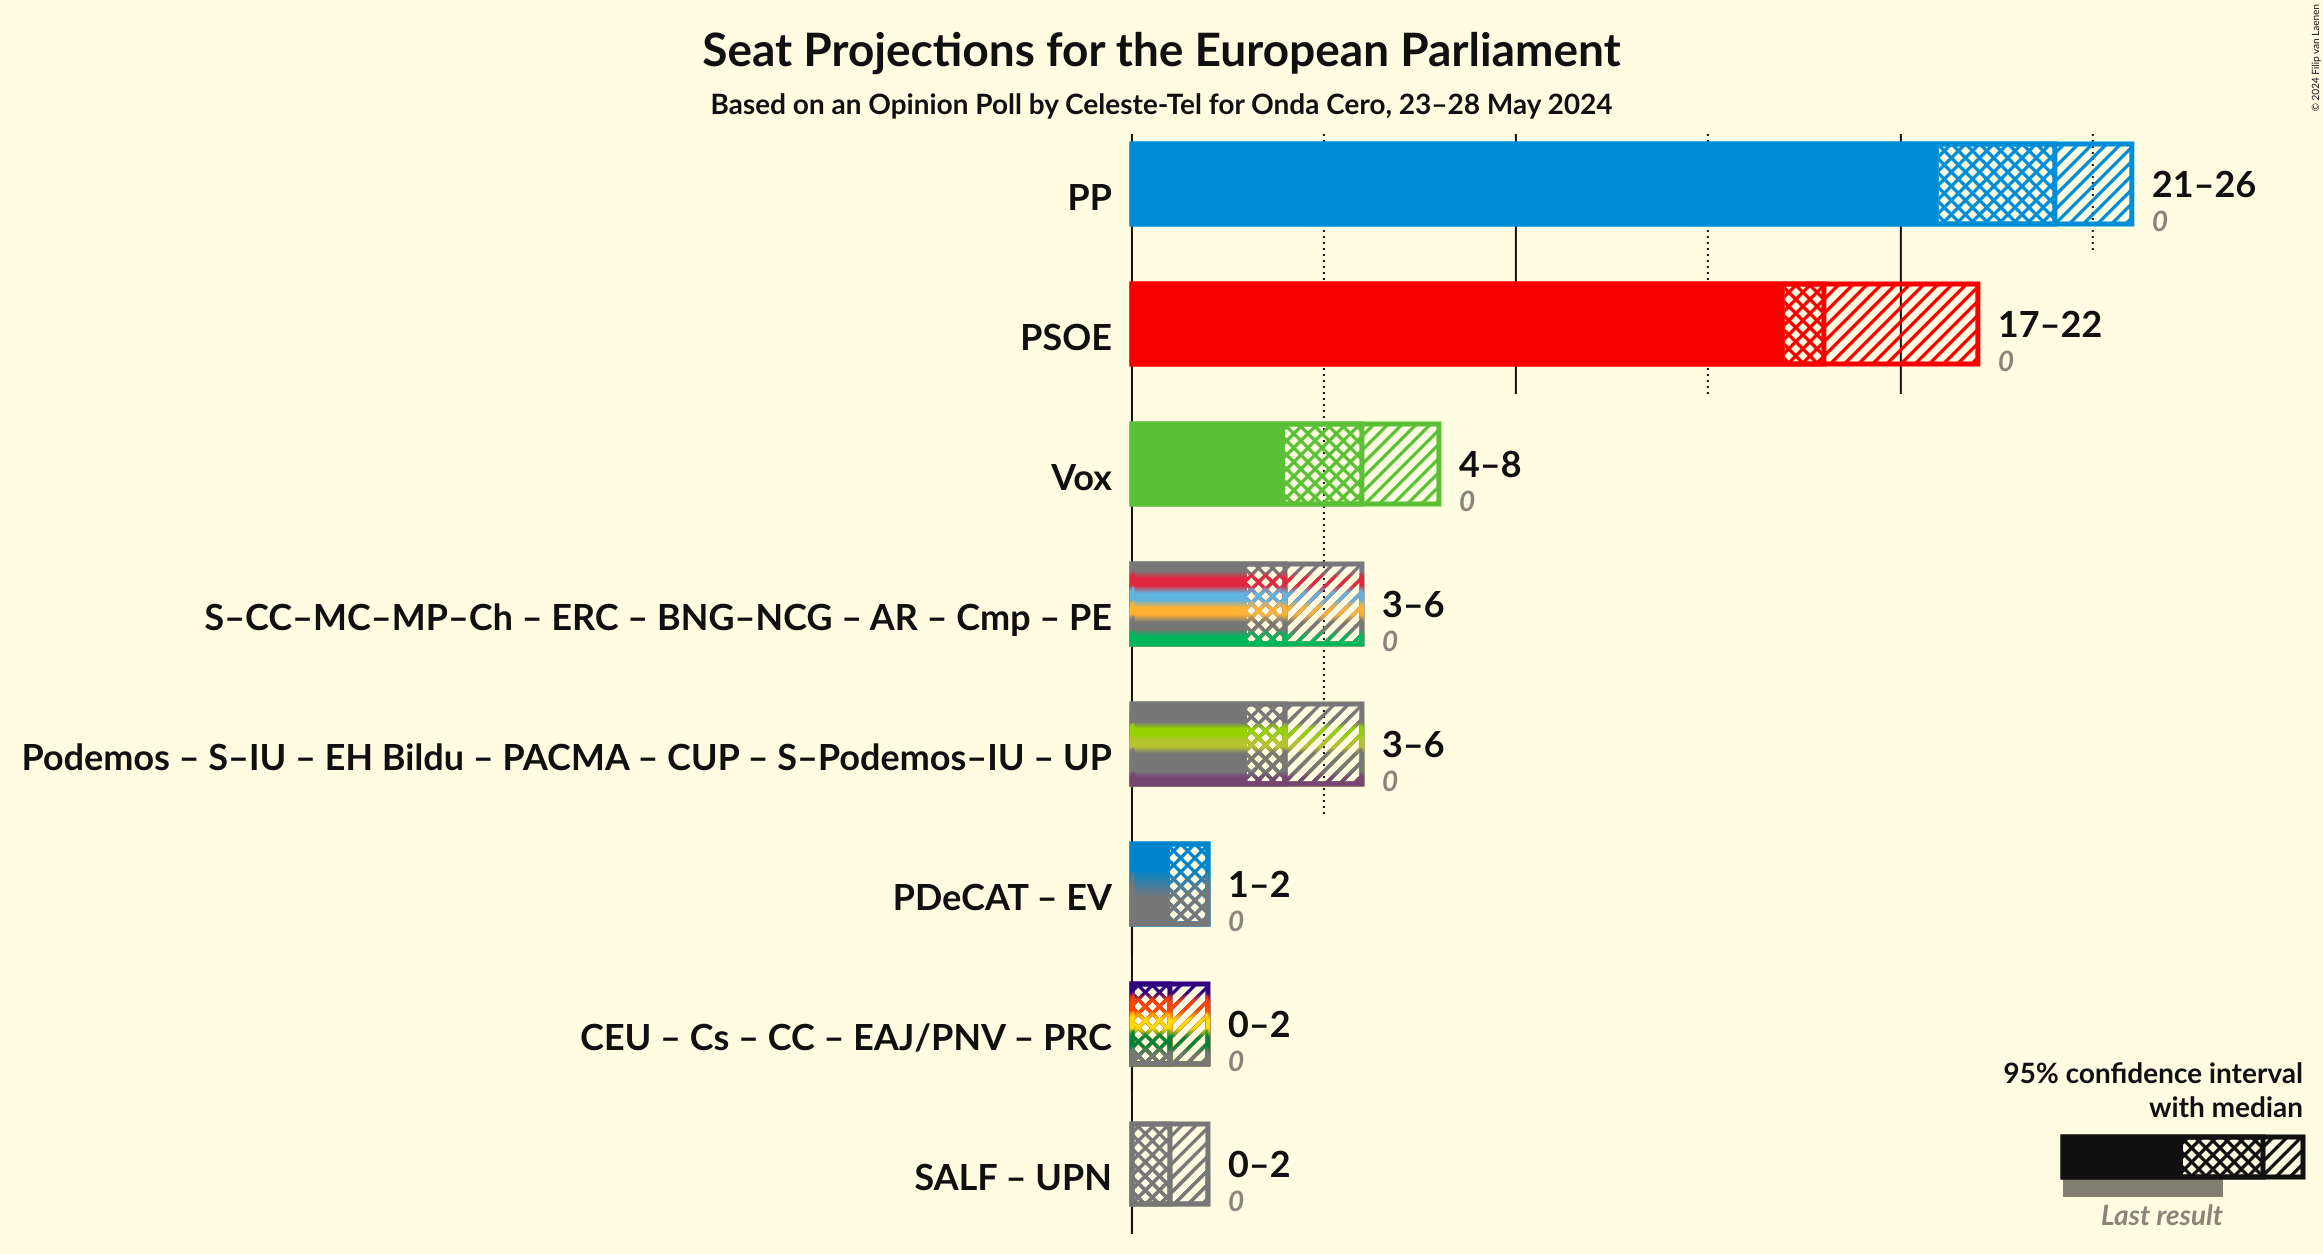 Seat Projections for the European Parliament
Based on an Opinion Poll by Celeste-Tel for Onda Cero, 23–28 May 2024
© 2024 Filip van Laenen
PP
21–26
0
PSOE
17–22
0
Vox
4–8
0
S–CC–MC–MP–Ch – ERC – BNG–NCG – AR – Cmp – PE
3–6
0
Podemos – S–IU – EH Bildu – PACMA – CUP – S–Podemos–IU – UP
3–6
0
PDeCAT – EV
1–2
0
CEU – Cs – CC – EAJ/PNV – PRC
0–2
0
SALF – UPN
0–2
0
95% confidence interval
with median
Last result